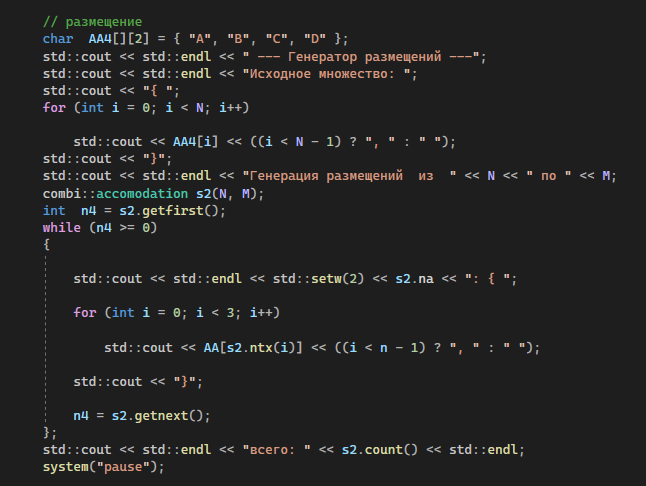 // размещение
char  AA4[][2] = { "A", "B", "C", "D" };
std::cout << std::endl << " --- Генератор размещений ---";
std::cout << std::endl << "Исходное множество: ";
std::cout << "{ ";
for (int i = 0; i < N; i++)
std::cout << AA4[i] << ((i < N - 1) ? ", " : " ");
std::cout << "}";
std::cout << std::endl << "Генерация размещений  из  " << N << " по " << M;
combi::accomodation s2(N, M);
int  n4 = s2.getfirst();
while (n4 >= 0)
{
std::cout << std::endl << std::setw(2) << s2.na << ": { ";
for (int i = 0; i < 3; i++)
std::cout << AA[s2.ntx(i)] << ((i < n - 1) ? ", " : " ");
std::cout << "}";
n4 = s2.getnext();
};
std::cout << std::endl << "всего: " << s2.count() << std::endl;
system("pause");